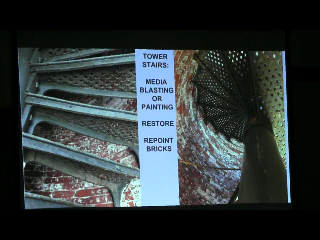 TOWER
STAIRS:
MEDIA
BLASTING
OR
PAINTING
RESTORE
REPOINT
BRICKS